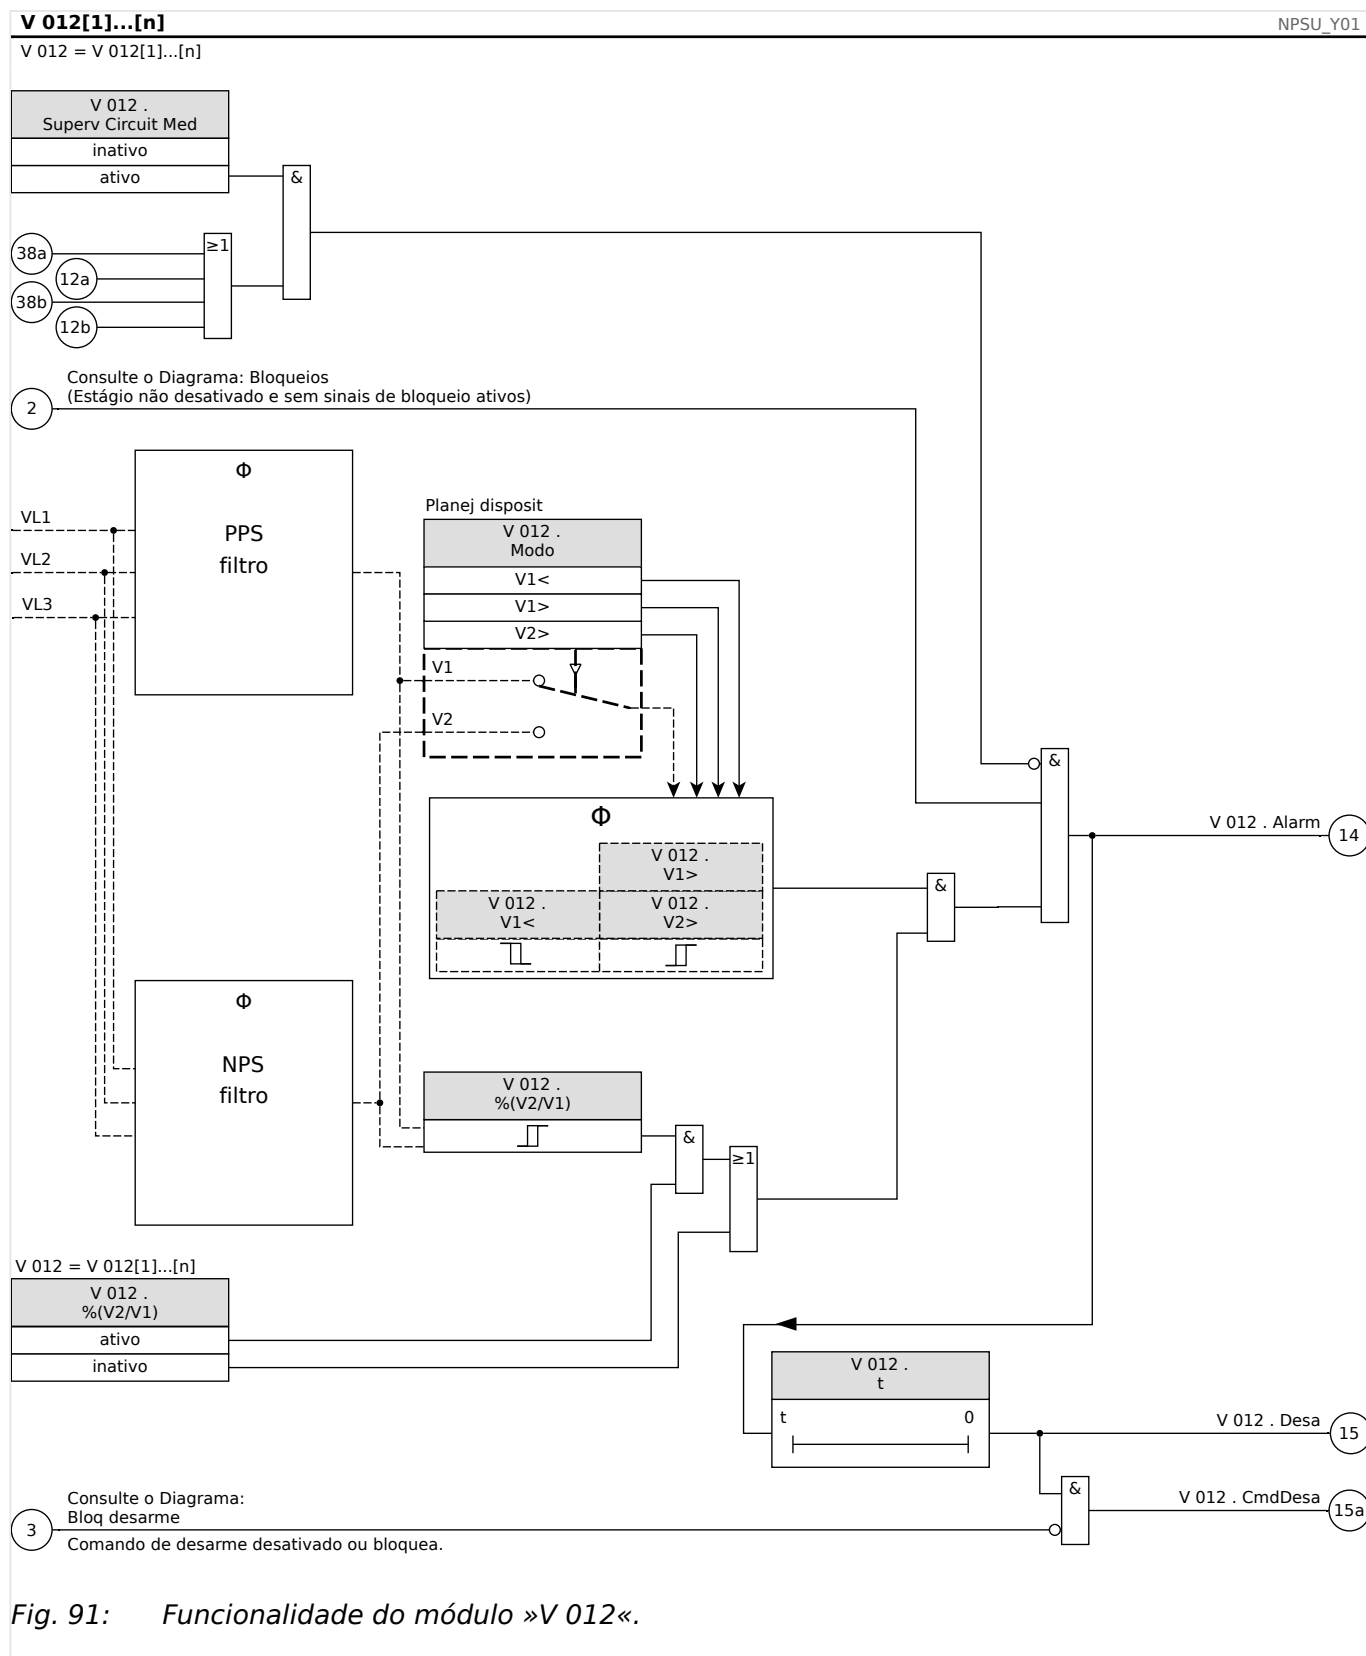 V 012[1]...[n]
NPSU_Y01
V 012 = V 012[1]...[n]
V 012 .
Superv Circuit Med
inativo
ativo
&
≥1
38a
12a
38b
12b
Consulte o Diagrama: Bloqueios
(Estágio não desativado e sem sinais de bloqueio ativos)
2
Φ
PPS
filtro
VL1
VL2
VL3
Planej disposit
V 012 .
Modo
V1<
V1>
V2>
V1
V2
&
Φ
V 012 .
V1>
V 012 .
V1<
V 012 .
V2>
&
V 012 . Alarm
14
Φ
NPS
filtro
V 012 .
%(V2/V1)
&
≥1
V 012 = V 012[1]...[n]
V 012 .
%(V2/V1)
ativo
inativo
V 012 .
t
t
0
V 012 . Desa
15
&
V 012 . CmdDesa
15a
Consulte o Diagrama:
Bloq desarme
3
Comando de desarme desativado ou bloquea.
Fig. 91: Funcionalidade do módulo »V 012«.